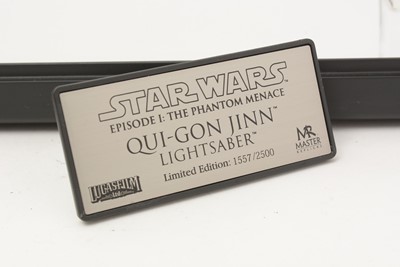 STAR WARS
EPISODE I: THE PHANTOM MENACE
QUI-GON JINN™
LIGHTSABER™
Limited Edition: 1557/2500
LUCASFILM
Ltd
MR
MASTER
REPLICAS